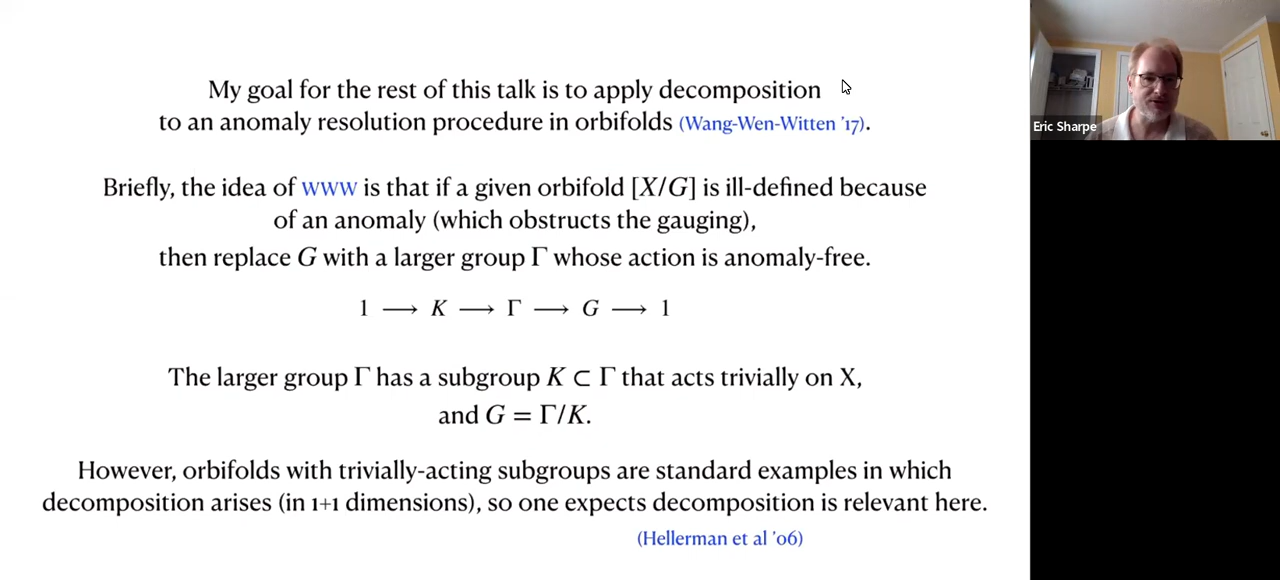 My goal for the rest of this talk is to apply decomposition
to an anomaly resolution procedure in orbifolds (Wang-Wen-Witten '17).
Briefly, the idea of WWW is that if a given orbifold [X/G] is ill-defined because
of an anomaly (which obstructs the gauging),
then replace G with a larger group Γ whose action is anomaly-free.
1 ⟶ K ⟶ Γ ⟶ G ⟶ 1
The larger group Γ has a subgroup K ⊂ Γ that acts trivially on X,
and G = Γ/K.
However, orbifolds with trivially-acting subgroups are standard examples in which
decomposition arises (in 1+1 dimensions), so one expects decomposition is relevant here.
(Hellerman et al '06)
Eric Sharpe